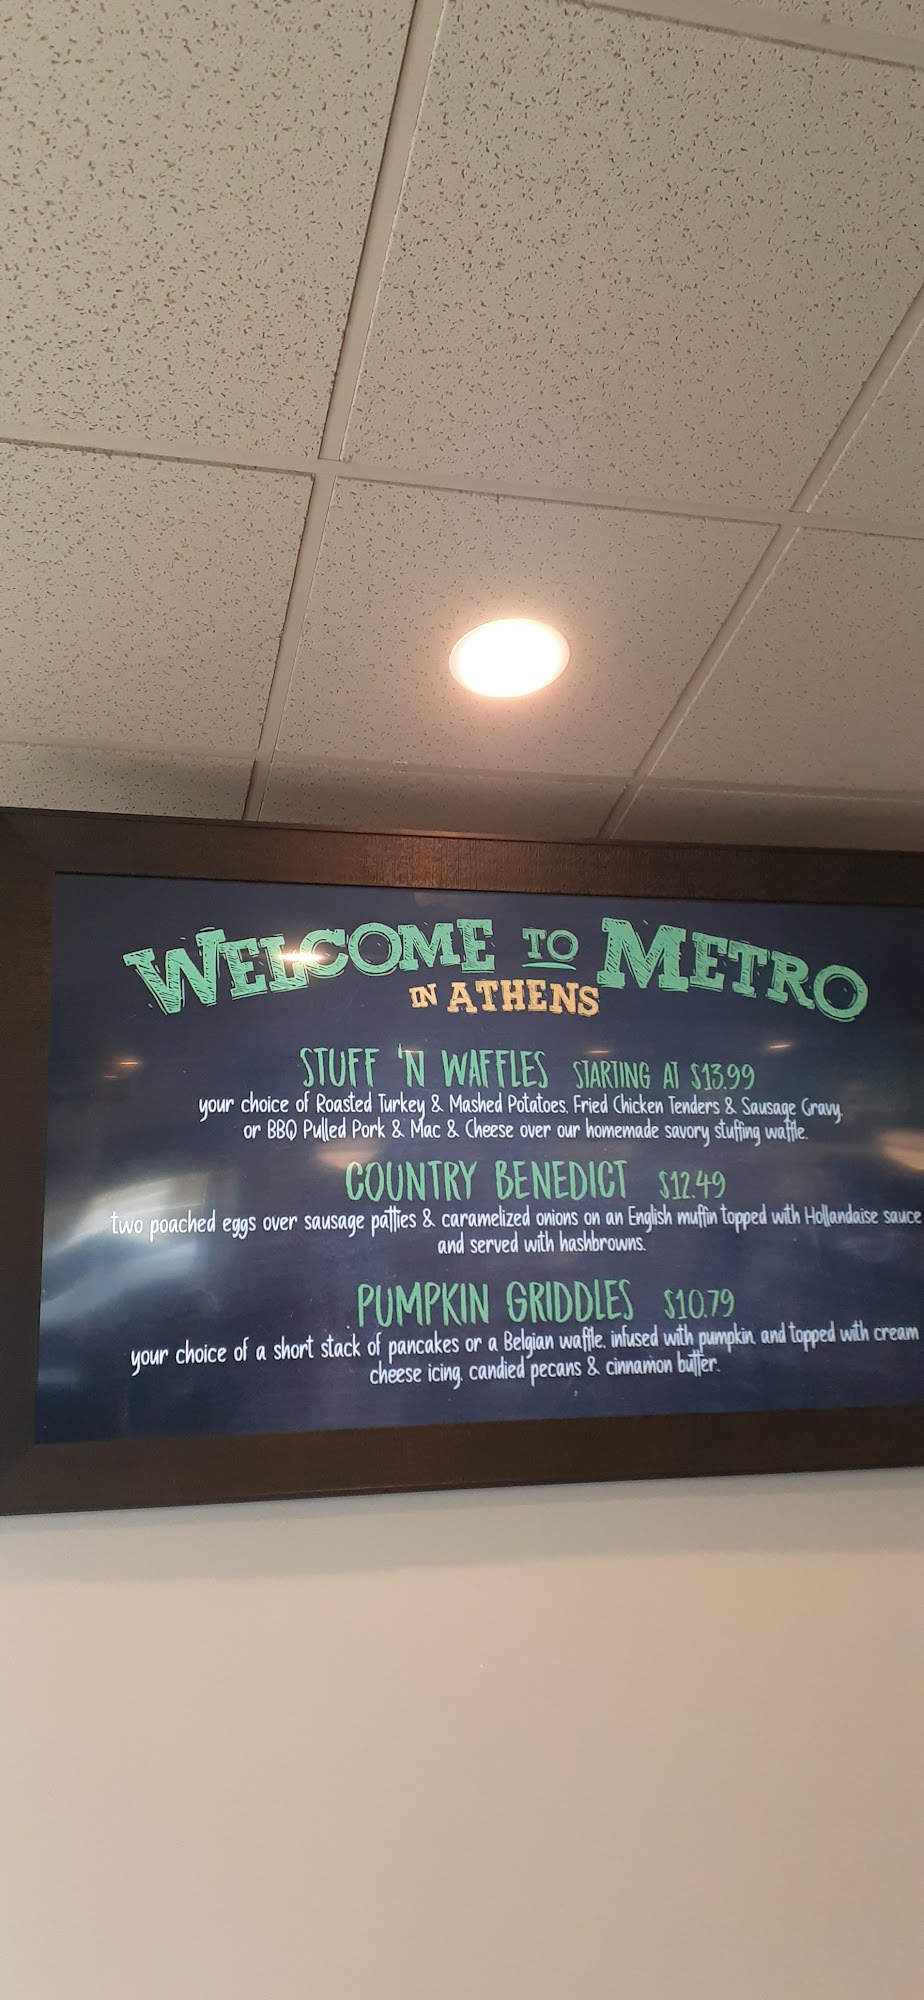 WELCOME TO METRO
IN ATHENS
STUFF 'N WAFFLES STARTING AT $13.99
your choice of Roasted Turkey & Mashed Potatoes, Fried Chicken Tenders & Sausage Gravy,
or BBQ Pulled Pork & Mac & Cheese over our homemade savory stuffing waffle.
COUNTRY BENEDICT $12.49
two poached eggs over sausage patties & caramelized onions on an English muffin topped with Hollandaise sauce
and served with hashbrowns.
PUMPKIN GRIDDLES $10.79
your choice of a short stack of pancakes or a Belgian waffle, infused with pumpkin, and topped with cream
cheese icing, candied pecans & cinnamon butter.